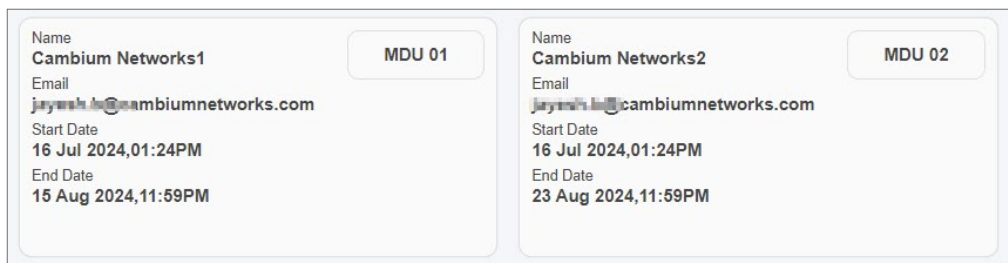 Name
Cambium Networks1
MDU 01
Email
ambiumnetworks.com
Start Date
16 Jul 2024,01:24PM
End Date
15 Aug 2024,11:59PM
Name
Cambium Networks2
MDU 02
Email
cambiumnetworks.com
Start Date
16 Jul 2024,01:24PM
End Date
23 Aug 2024,11:59PM